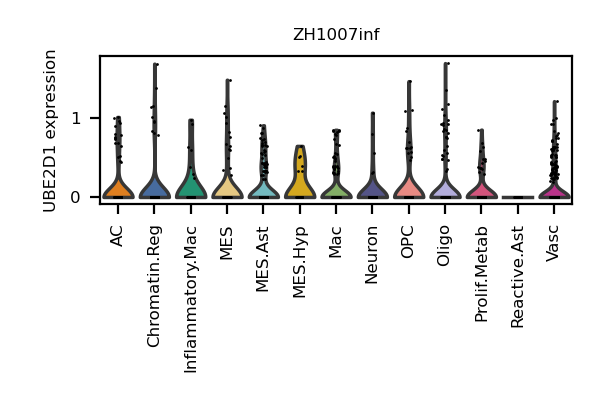 ZH1007inf
UBE2D1 expression
1
0
AC
Chromatin.Reg
Inflammatory.Mac
MES
MES.Ast
MES.Hyp
Mac
Neuron
OPC
Oligo
Prolif.Metab
Reactive.Ast
Vasc